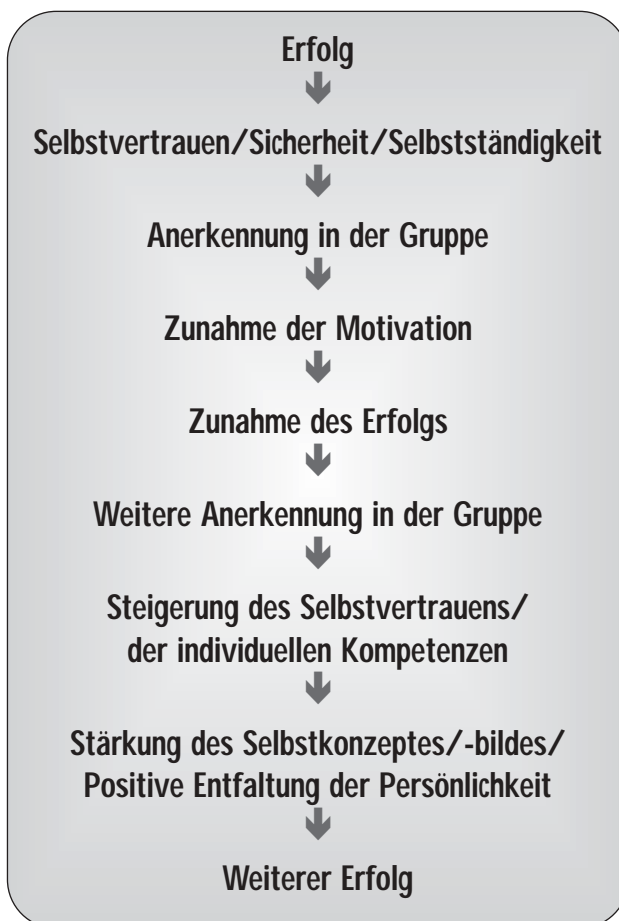 Erfolg
Selbstvertrauen/Sicherheit/Selbstständigkeit
Anerkennung in der Gruppe
Zunahme der Motivation
Zunahme des Erfolgs
Weitere Anerkennung in der Gruppe
Steigerung des Selbstvertrauens/
der individuellen Kompetenzen
Stärkung des Selbstkonzeptes/-bildes/
Positive Entfaltung der Persönlichkeit
Weiterer Erfolg